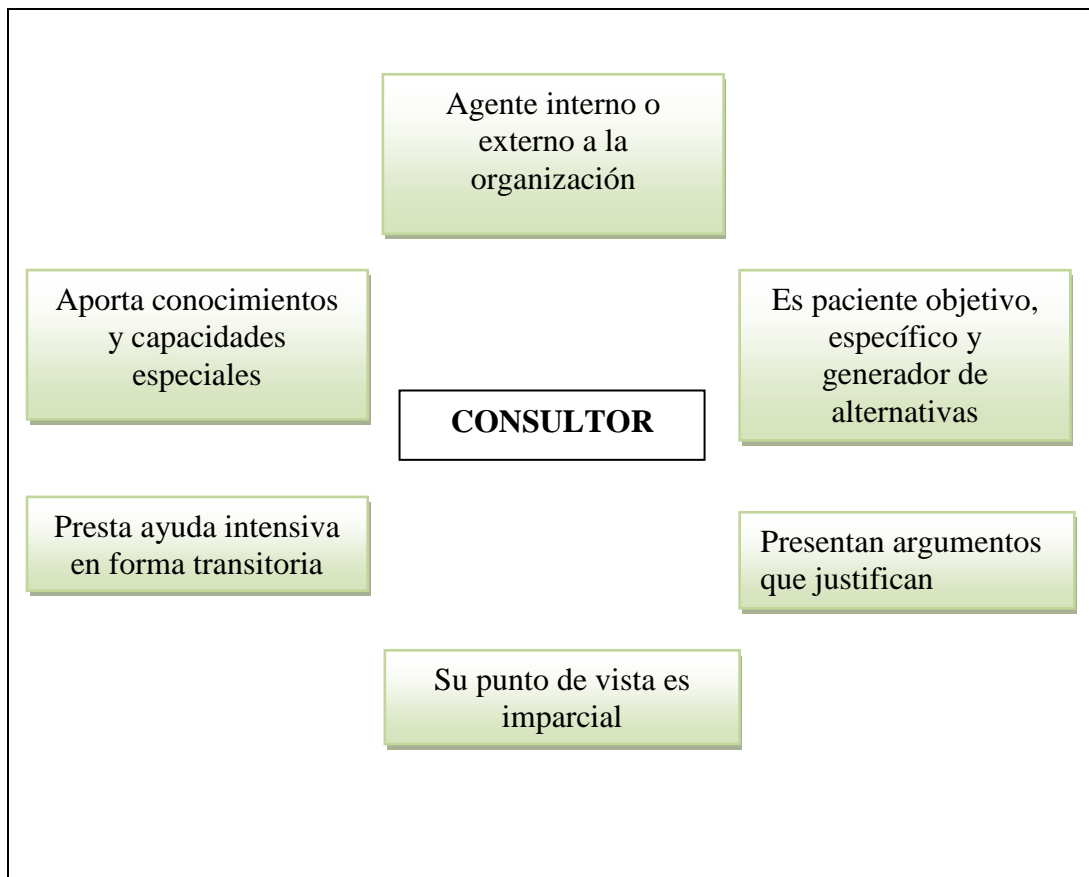 Agente interno o
externo a la
organización
Aporta conocimientos
y capacidades
especiales
Es paciente objetivo,
específico y
generador de
alternativas
CONSULTOR
Presta ayuda intensiva
en forma transitoria
Presentan argumentos
que justifican
Su punto de vista es
imparcial